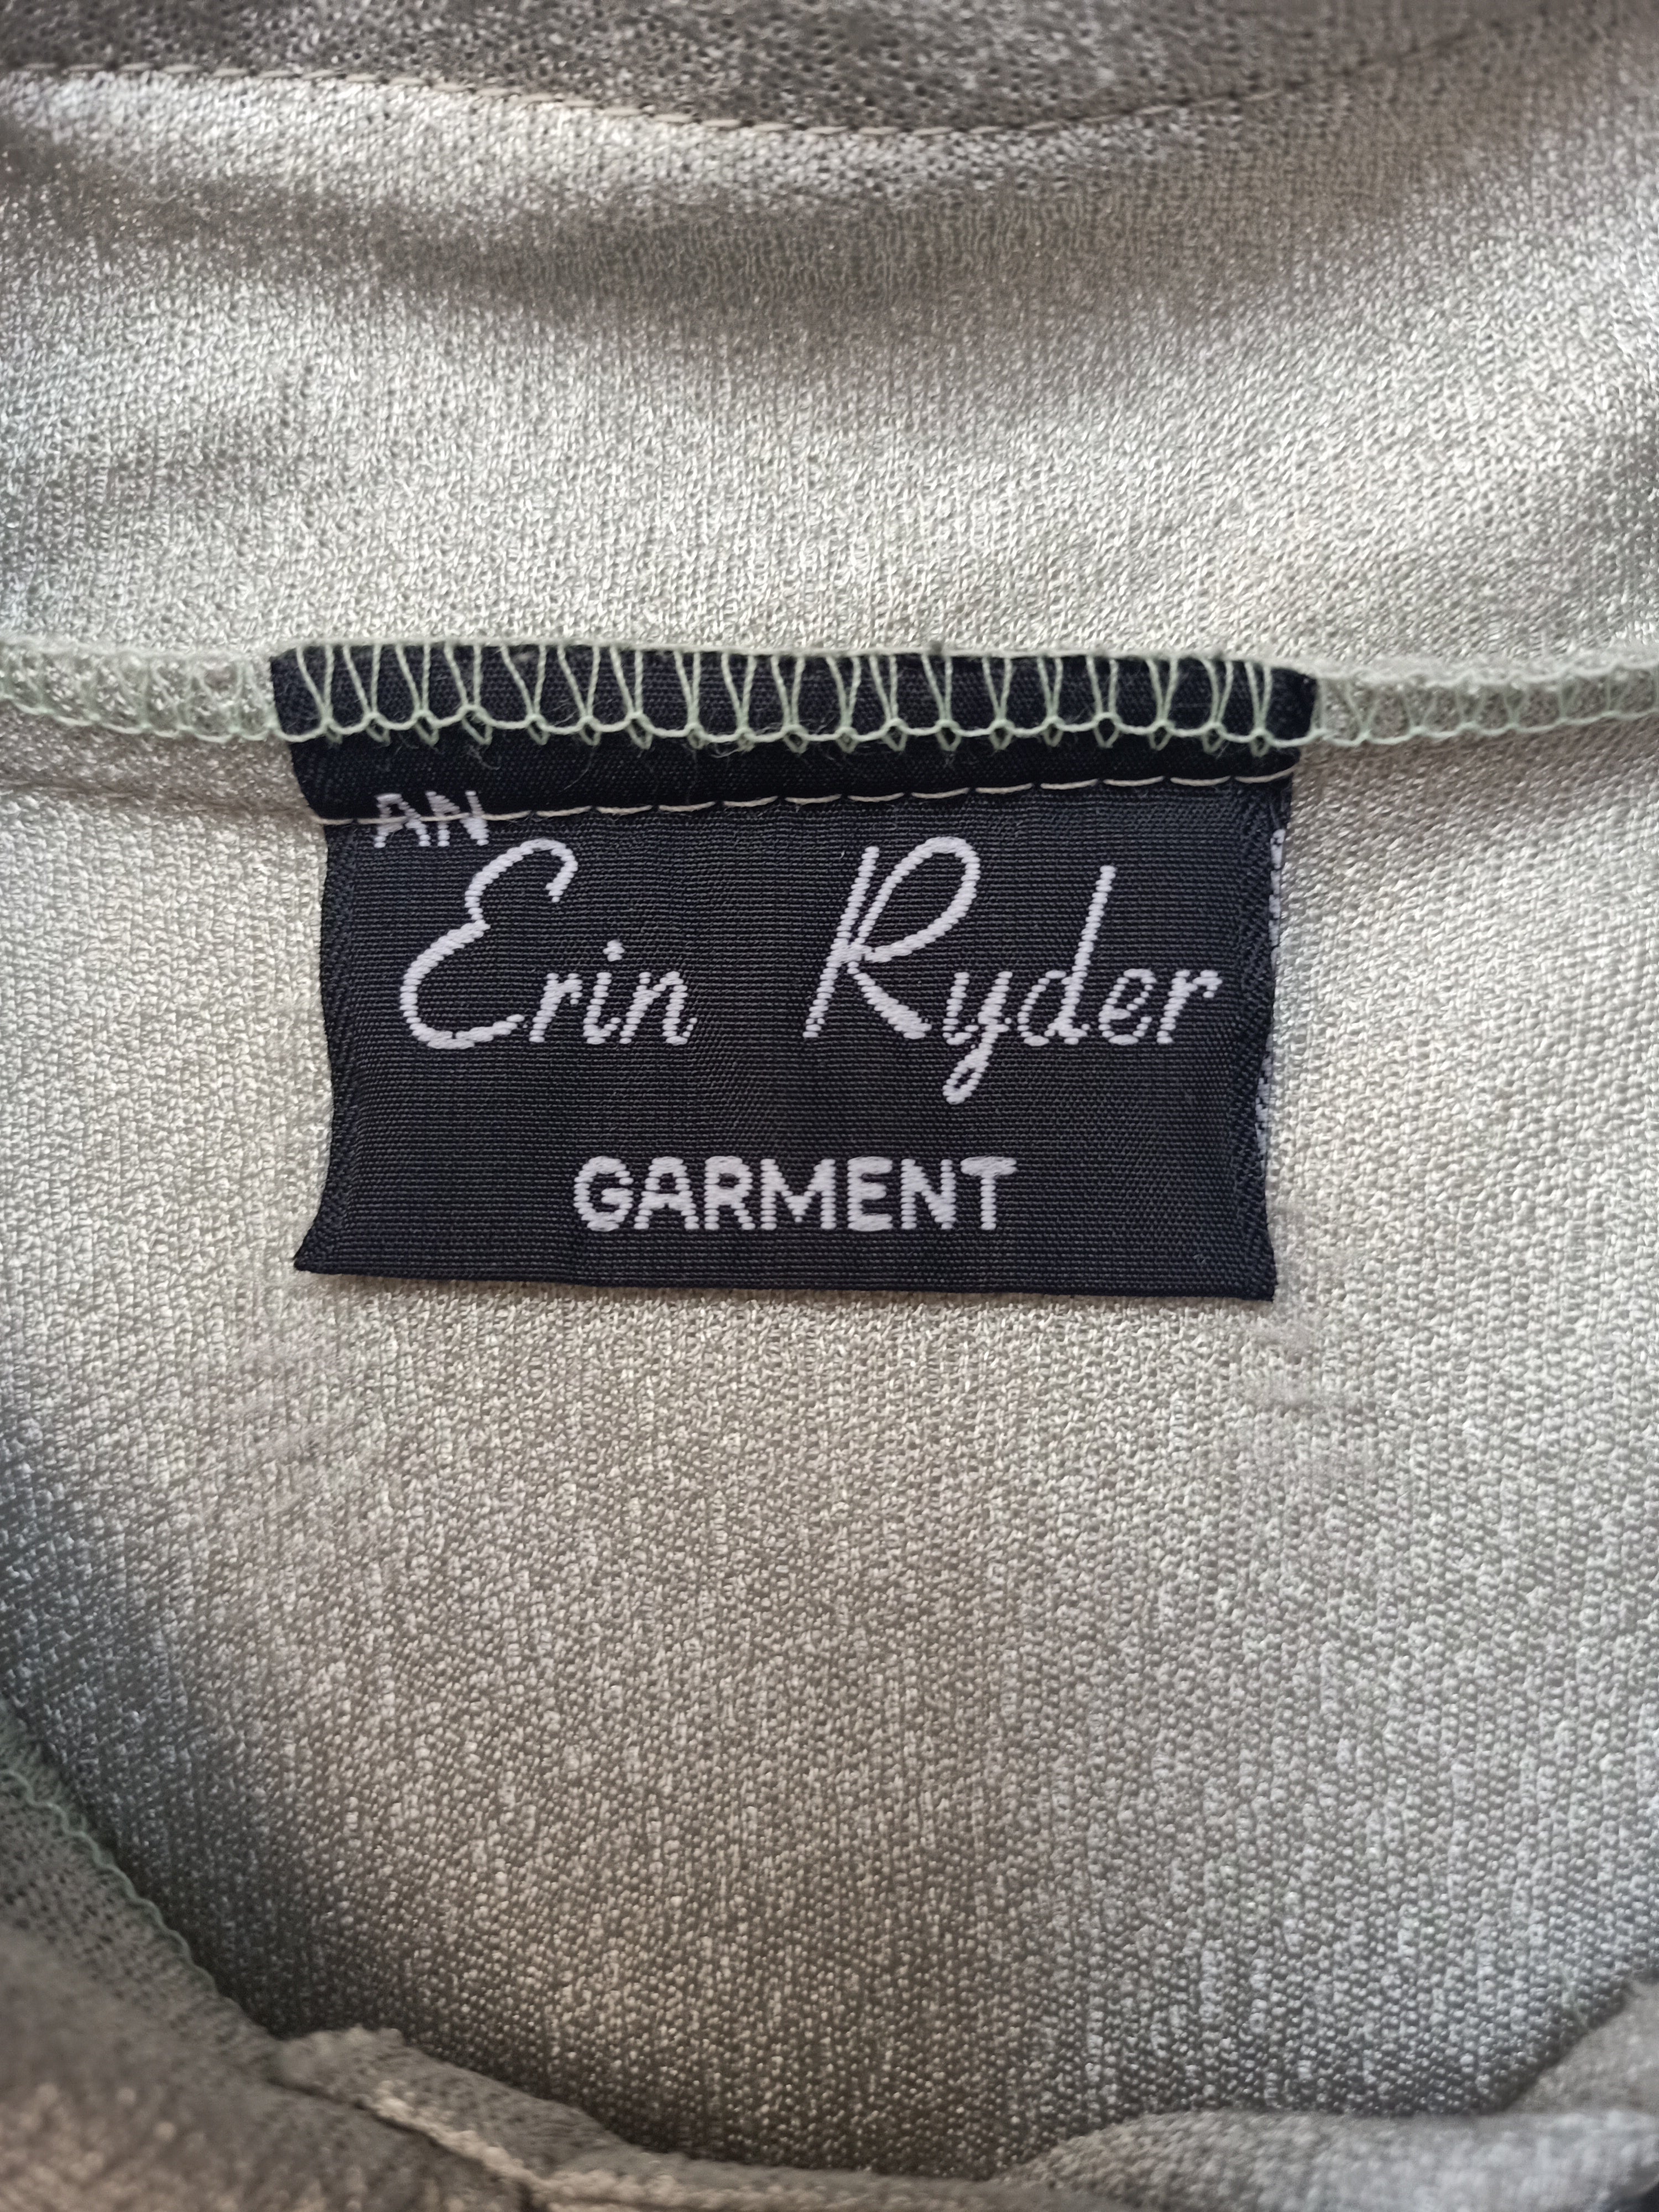 AN
Erin Ryder
GARMENT